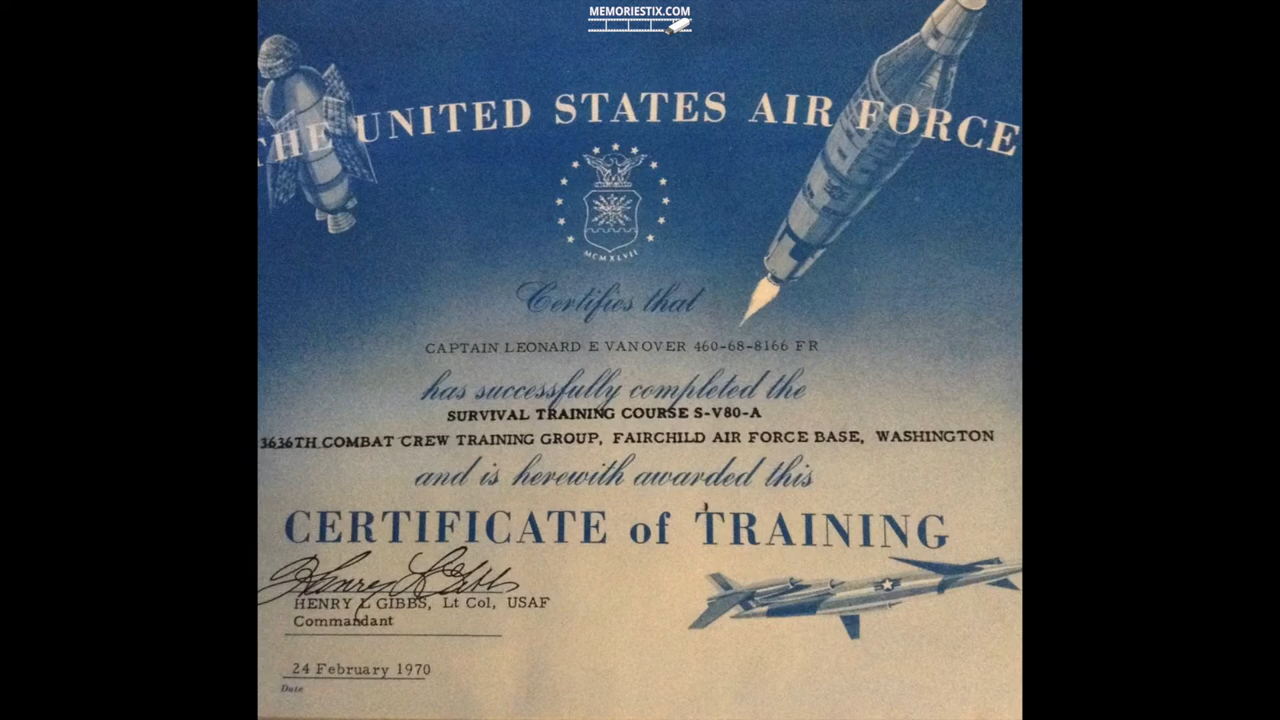 MEMORIESTIX.COM
THE UNITED STATES AIR FORCE
MCMXLVII
Certifies that
CAPTAIN LEONARD E VANOVER 460-68-8166 FR
has successfully completed the
SURVIVAL TRAINING COURSE S-V80-A
3636TH COMBAT CREW TRAINING GROUP, FAIRCHILD AIR FORCE BASE, WASHINGTON
and is herewith awarded this
CERTIFICATE of TRAINING
Henry L Gibbs
HENRY L GIBBS, Lt Col, USAF
Commandant
24 February 1970
Date